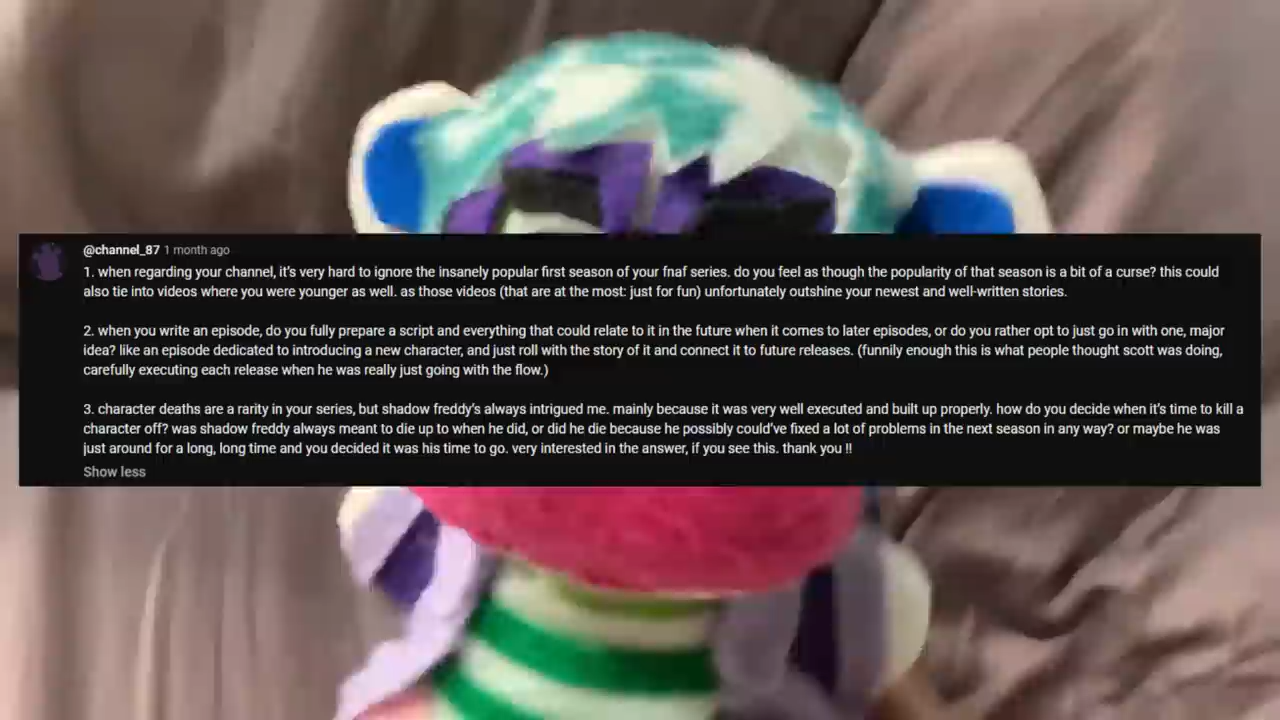 @channel_87 1 month ago
1. when regarding your channel, it's very hard to ignore the insanely popular first season of your fnaf series. do you feel as though the popularity of that season is a bit of a curse? this could
also tie into videos where you were younger as well. as those videos (that are at the most: just for fun) unfortunately outshine your newest and well-written stories.
2. when you write an episode, do you fully prepare a script and everything that could relate to it in the future when it comes to later episodes, or do you rather opt to just go in with one, major
idea? like an episode dedicated to introducing a new character, and just roll with the story of it and connect it to future releases. (funnily enough this is what people thought scott was doing,
carefully executing each release when he was really just going with the flow.)
3. character deaths are a rarity in your series, but shadow freddy's always intrigued me. mainly because it was very well executed and built up properly. how do you decide when it's time to kill a
character off? was shadow freddy always meant to die up to when he did, or did he die because he possibly could've fixed a lot of problems in the next season in any way? or maybe he was
just around for a long, long time and you decided it was his time to go. very interested in the answer, if you see this. thank you !!
Show less